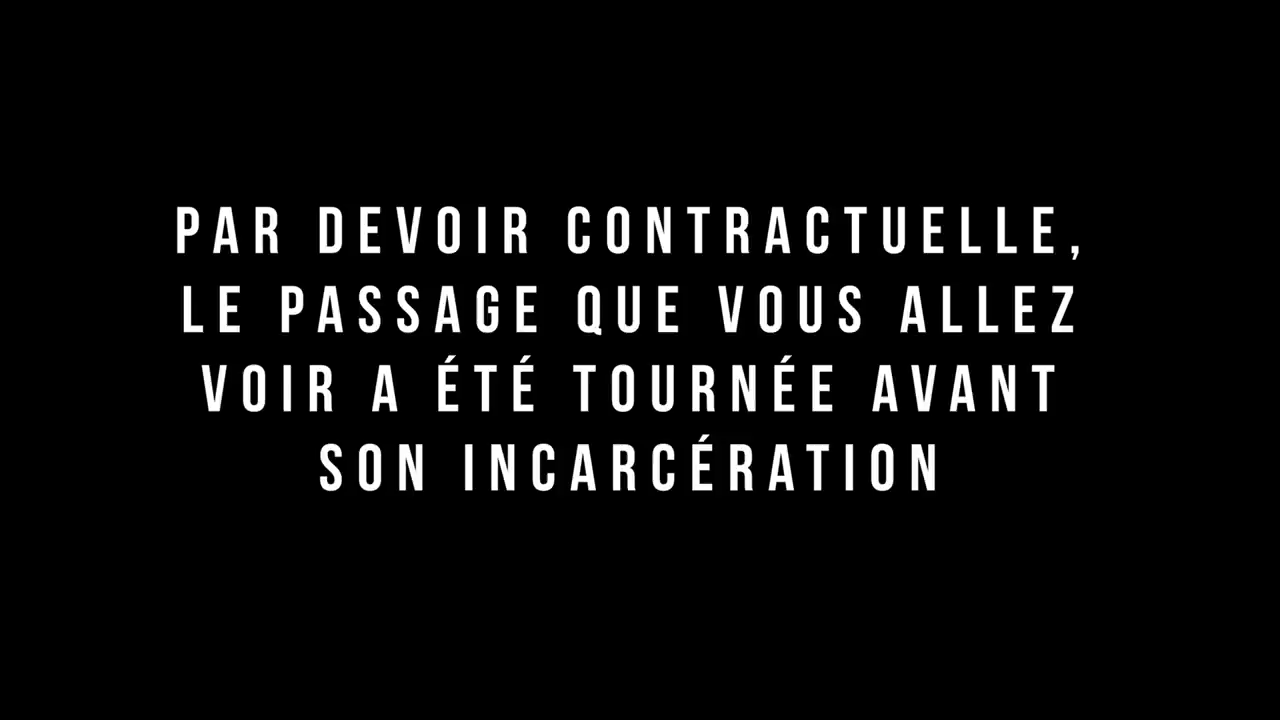 PAR DEVOIR CONTRACTUELLE,
LE PASSAGE QUE VOUS ALLEZ
VOIR A ÉTÉ TOURNÉE AVANT
SON INCARCÉRATION